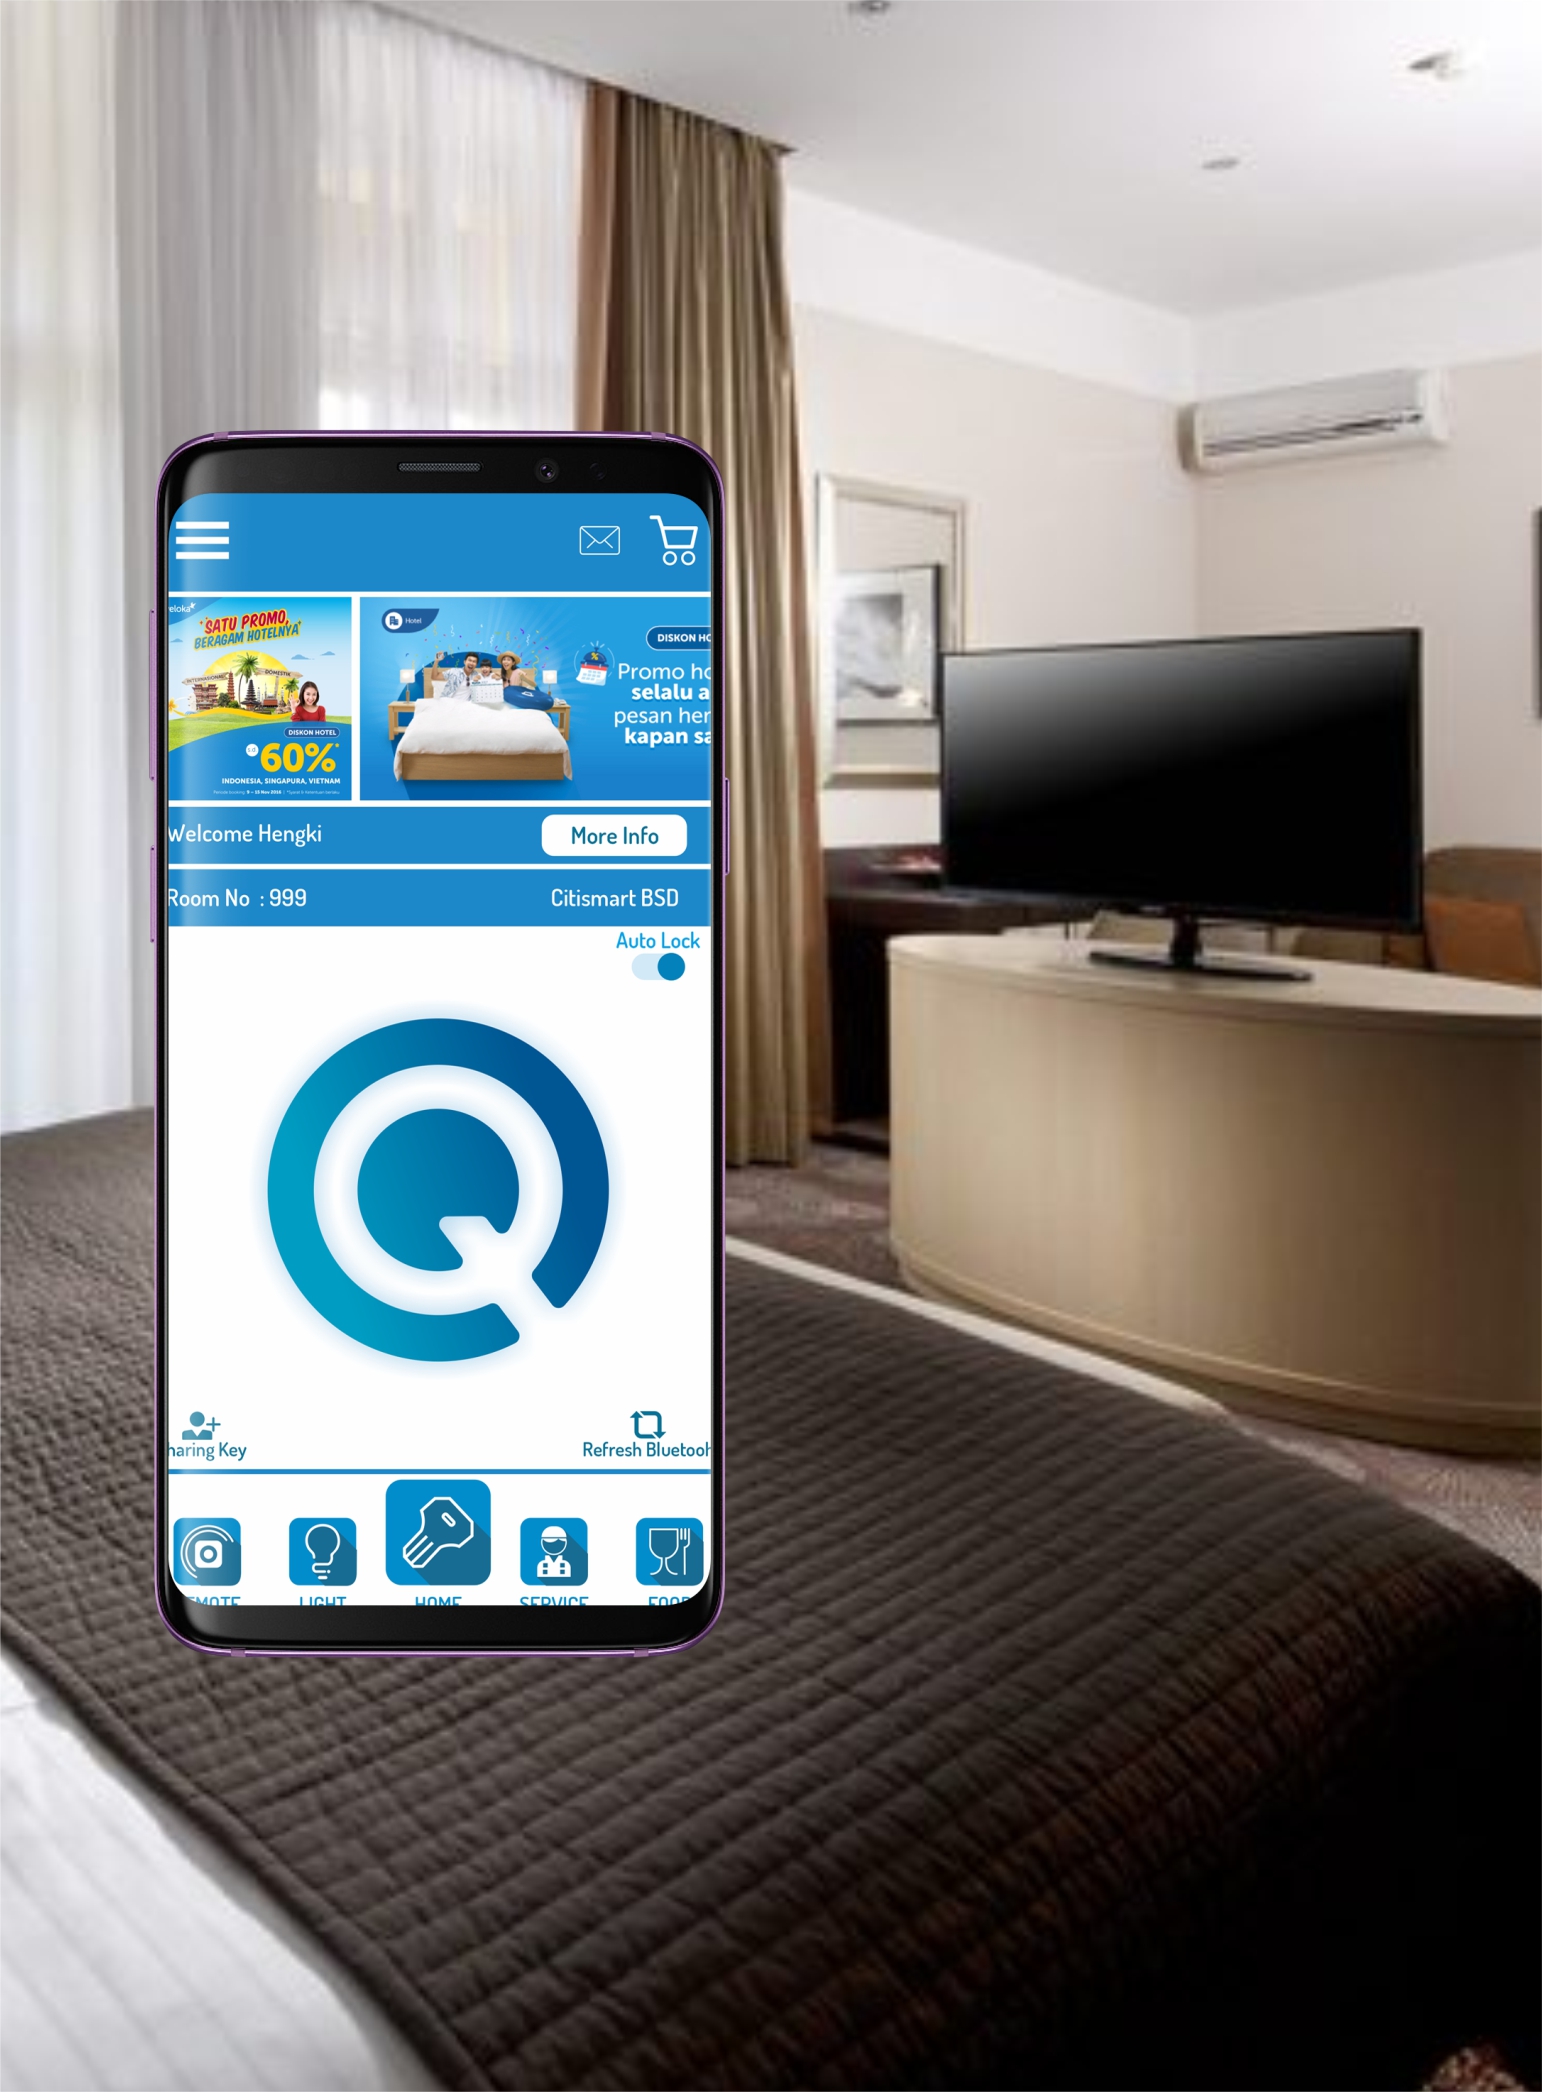 eloka
SATU PROMO,
BERAGAM HOTELNYA
INTERNASIONAL
DOMESTIK
DISKON HOTEL
60%*
INDONESIA, SINGAPURA, VIETNAM
Hotel
DISKON HO
Promo ho
selalu a
pesan her
kapan sa
Welcome Hengki
More Info
Room No : 999
Citismart BSD
Auto Lock
haring Key
Refresh Bluetooh
EMOTE
LIGHT
HOME
SERVICE
FOOD